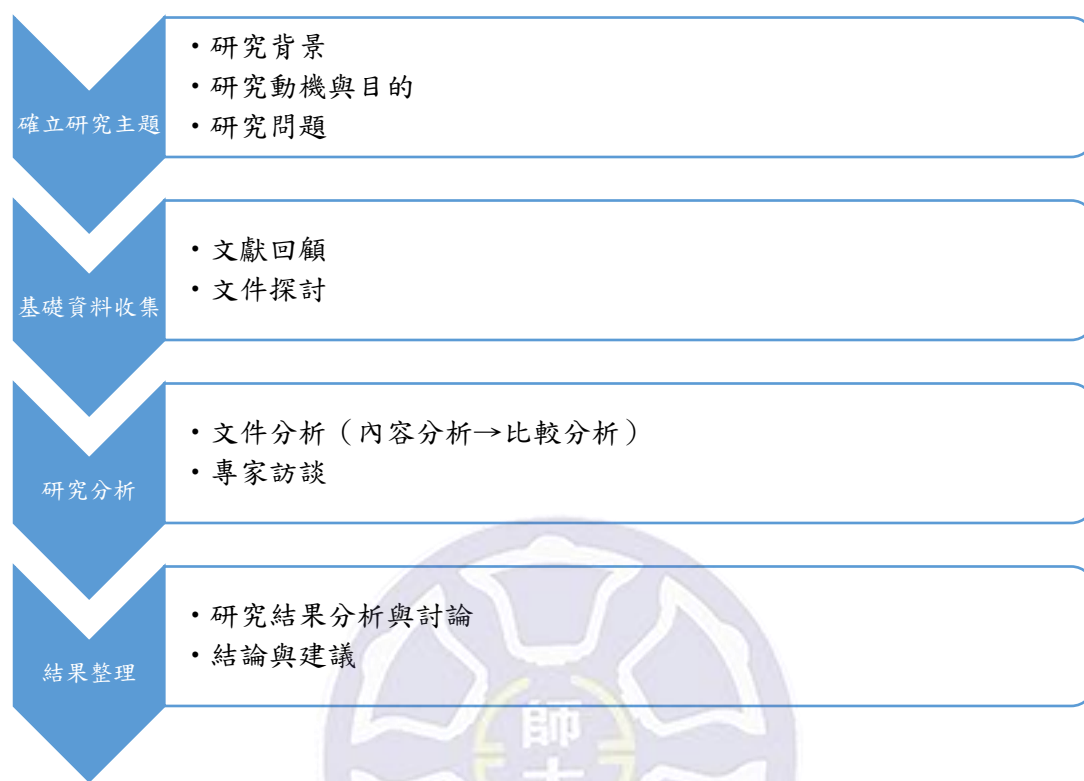 確立研究主題
・研究背景
・研究動機與目的
・研究問題
基礎資料收集
・文獻回顧
・文件探討
研究分析
・文件分析（內容分析→比較分析）
・專家訪談
結果整理
・研究結果分析與討論
・結論與建議
師